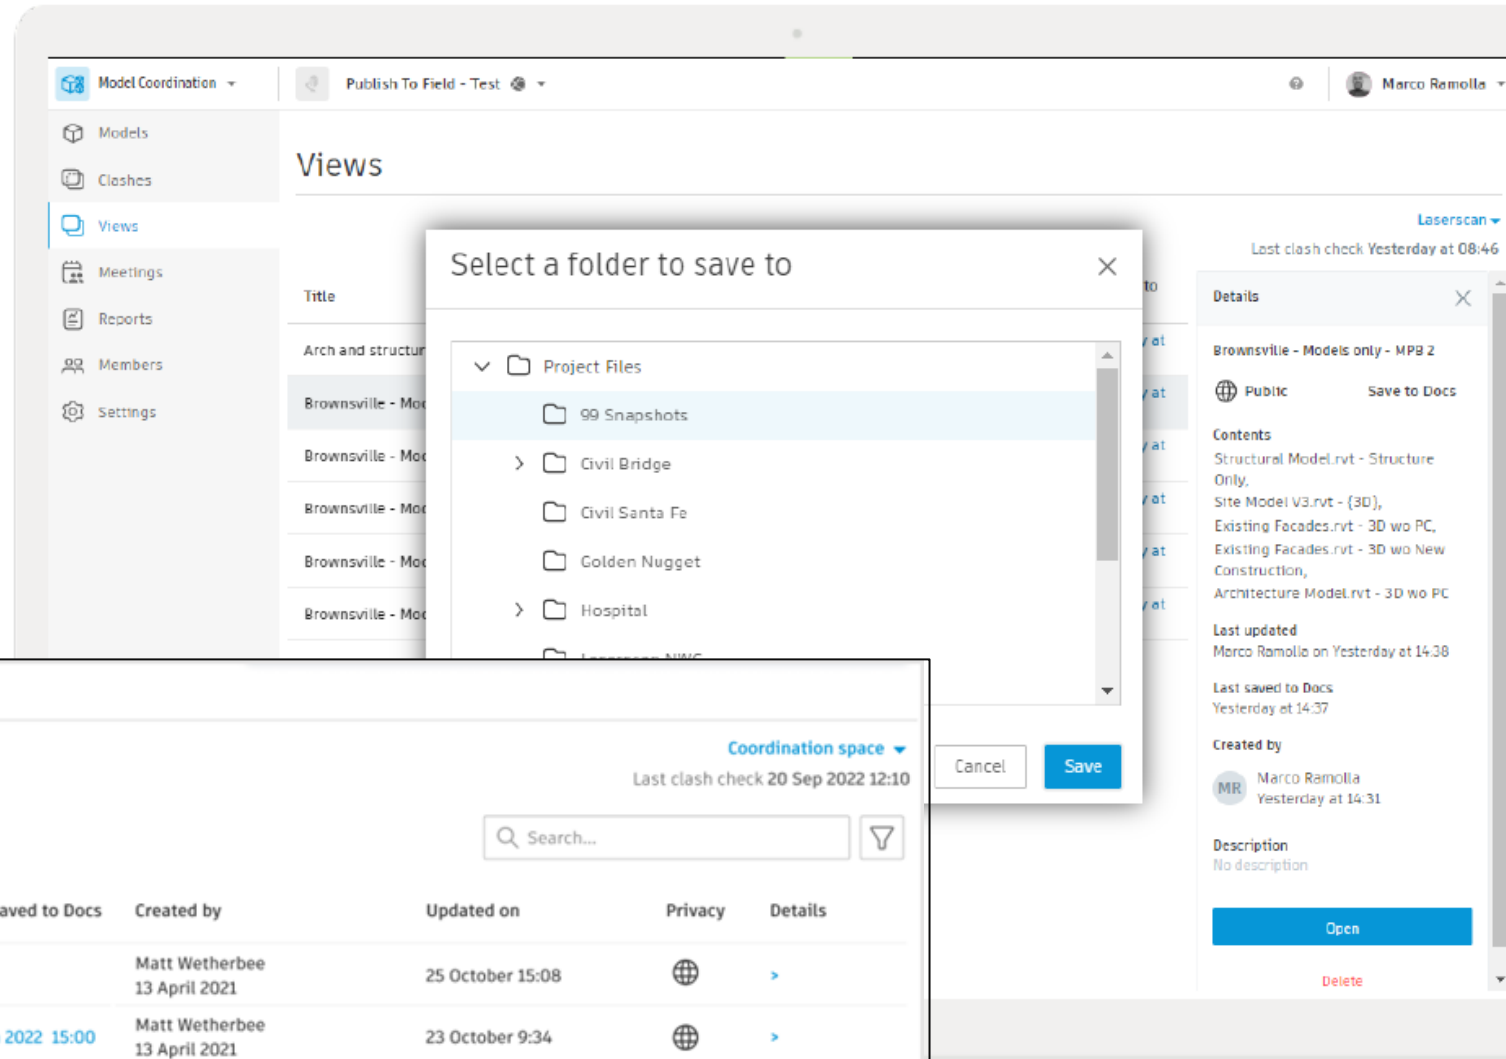 Model Coordination
Publish To Field - Test
Marco Ramolla
Models
Clashes
Views
Meetings
Reports
Members
Settings
Views
Laserscan
Last clash check Yesterday at 08:46
Title
to
Arch and structur
y at
Brownsville - Mod
y at
Brownsville - Mod
y at
Brownsville - Mod
y at
Brownsville - Mod
y at
Brownsville - Mod
y at
Select a folder to save to
Project Files
99 Snapshots
Civil Bridge
Civil Santa Fe
Golden Nugget
Hospital
Cancel
Save
Details
Brownsville - Models only - MPB 2
Public
Save to Docs
Contents
Structural Model.rvt - Structure
Only,
Site Model V3.rvt - {3D},
Existing Facades.rvt - 3D wo PC,
Existing Facades.rvt - 3D wo New
Construction,
Architecture Model.rvt - 3D wo PC
Last updated
Marco Ramolla on Yesterday at 14:38
Last saved to Docs
Yesterday at 14:37
Created by
MR
Marco Ramolla
Yesterday at 14:31
Description
No description
Open
Delete
Coordination space
Last clash check 20 Sep 2022 12:10
Search...
aved to Docs
Created by
Updated on
Privacy
Details
Matt Wetherbee
13 April 2021
25 October 15:08
2022 15:00
Matt Wetherbee
13 April 2021
23 October 9:34